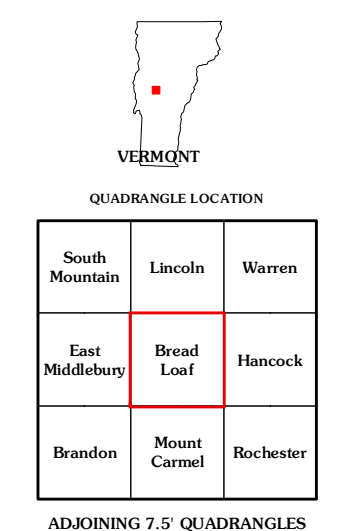 VERMONT
QUADRANGLE LOCATION
South
Mountain
Lincoln
Warren
East
Middlebury
Bread
Loaf
Hancock
Brandon
Mount
Carmel
Rochester
ADJOINING 7.5' QUADRANGLES